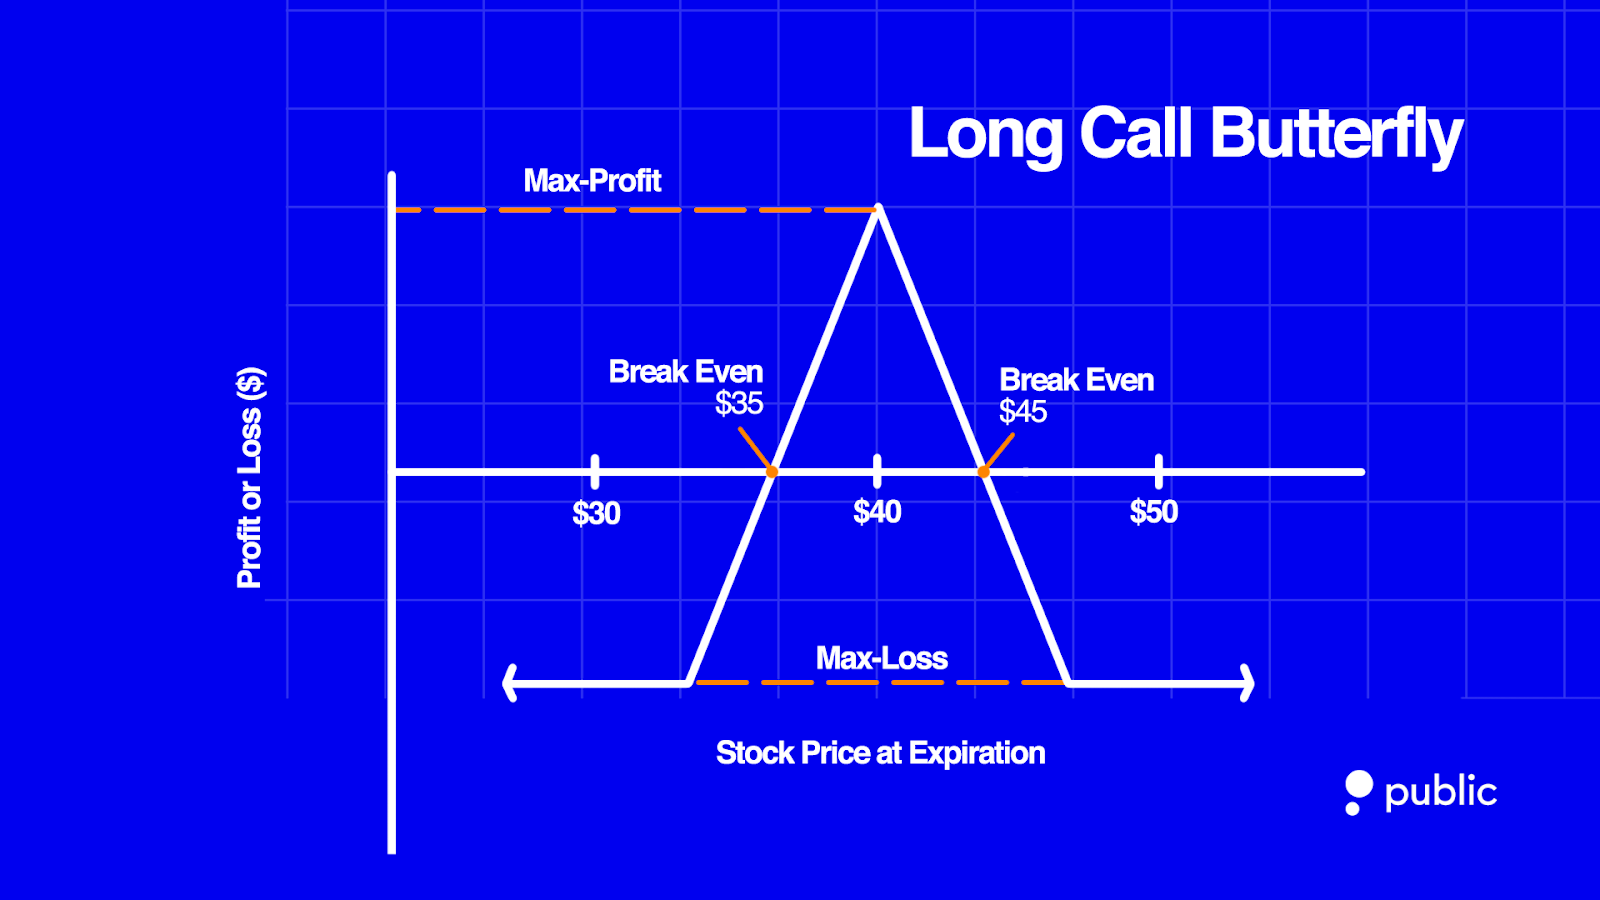 Long Call Butterfly
Max-Profit
Break Even
$35
Break Even
$45
Profit or Loss ($)
$30
$40
$50
Max-Loss
Stock Price at Expiration
public